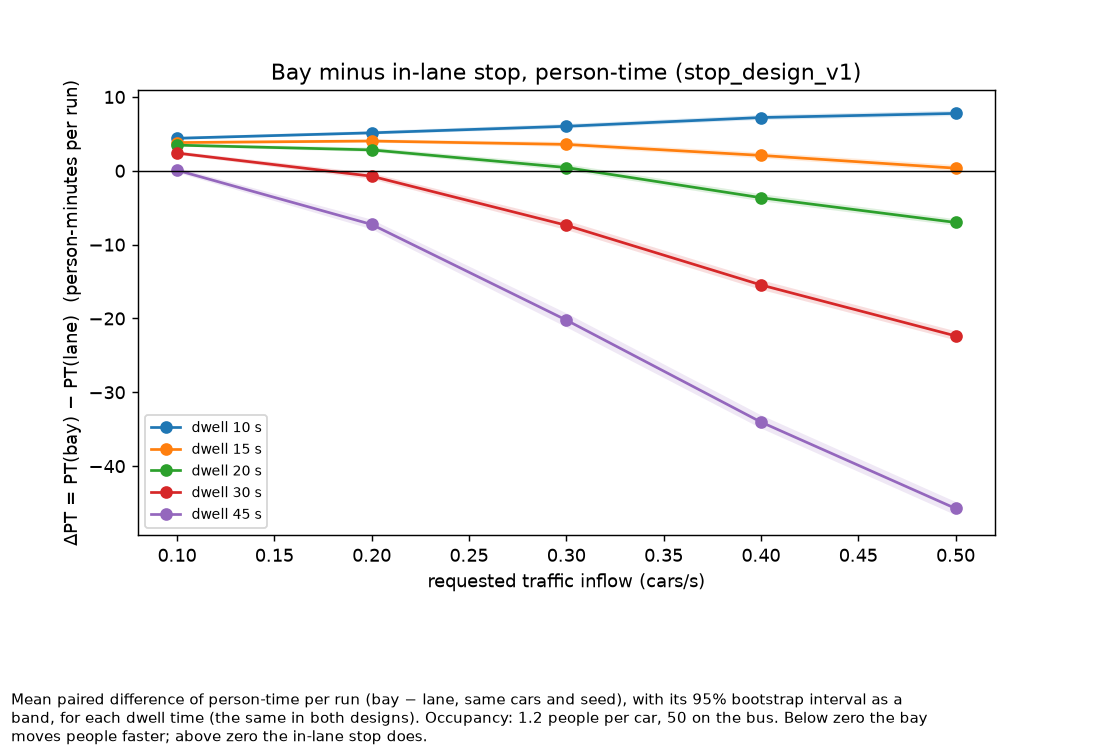 Bay minus in-lane stop, person-time (stop_design_v1)
ΔPT = PT(bay) − PT(lane)  (person-minutes per run)
10
0
−10
−20
−30
−40
dwell 10 s
dwell 15 s
dwell 20 s
dwell 30 s
dwell 45 s
0.10 0.15 0.20 0.25 0.30 0.35 0.40 0.45 0.50
requested traffic inflow (cars/s)
Mean paired difference of person-time per run (bay − lane, same cars and seed), with its 95% bootstrap interval as a
band, for each dwell time (the same in both designs). Occupancy: 1.2 people per car, 50 on the bus. Below zero the bay
moves people faster; above zero the in-lane stop does.